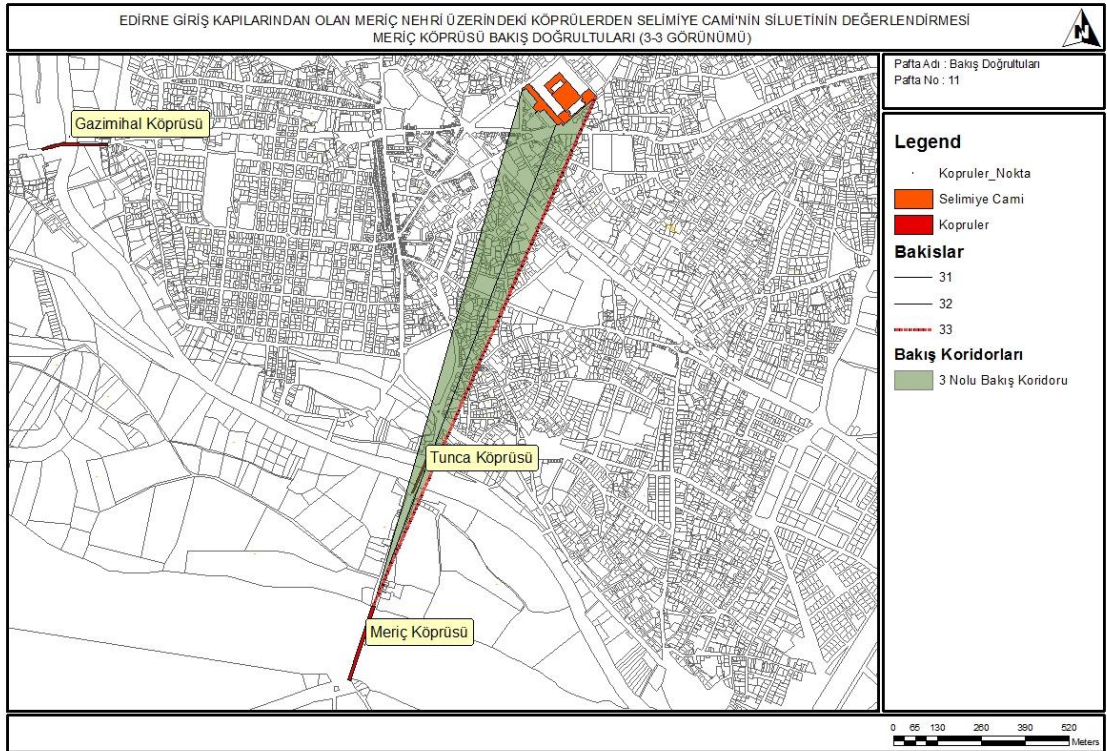 EDİRNE GİRİŞ KAPILARINDAN OLAN MERİÇ NEHRİ ÜZERİNDEKİ KÖPRÜLERDEN SELİMİYE CAMİ'NİN SİLUETİNİN DEĞERLENDİRMESİ
MERİÇ KÖPRÜSÜ BAKIŞ DOĞRULTULARI (3-3 GÖRÜNÜMÜ)
N
Pafta Adı : Bakış Doğrultuları
Pafta No : 11
Gazimihal Köprüsü
Tunca Köprüsü
Meriç Köprüsü
Legend
Kopruler_Nokta
Selimiye Cami
Kopruler
Bakislar
31
32
33
Bakış Koridorları
3 Nolu Bakış Koridoru
0 65 130 260 390 520
Meters